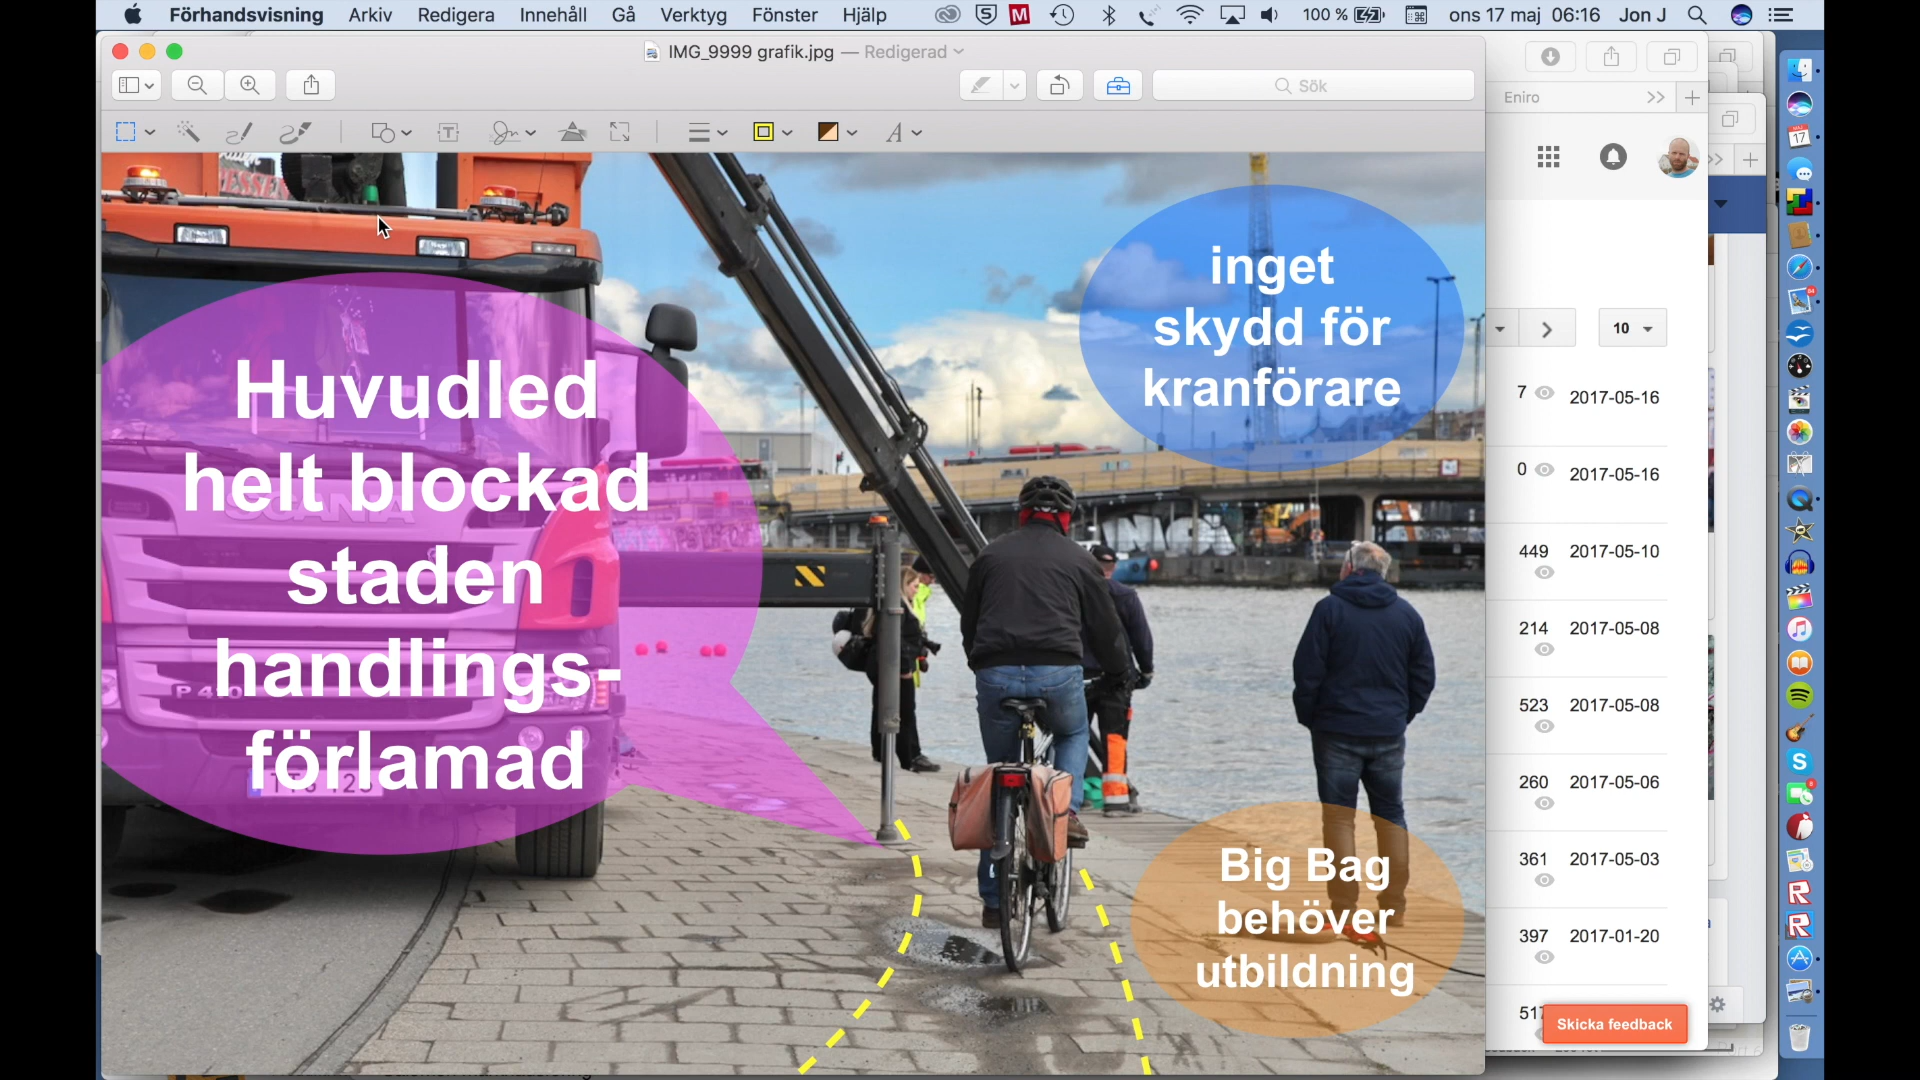 Förhandsvisning Arkiv Redigera Innehåll Gå Verktyg Fönster Hjälp 100 % ons 17 maj 06:16 Jon J
IMG_9999 grafik.jpg — Redigerad
Sök
Eniro
17
inget
skydd för
kranförare
Huvudled
helt blockad
staden
handlings-
förlamad
SCANIA
Big Bag
behöver
utbildning
10
7 2017-05-16
0 2017-05-16
449 2017-05-10
214 2017-05-08
523 2017-05-08
260 2017-05-06
361 2017-05-03
397 2017-01-20
Skicka feedback